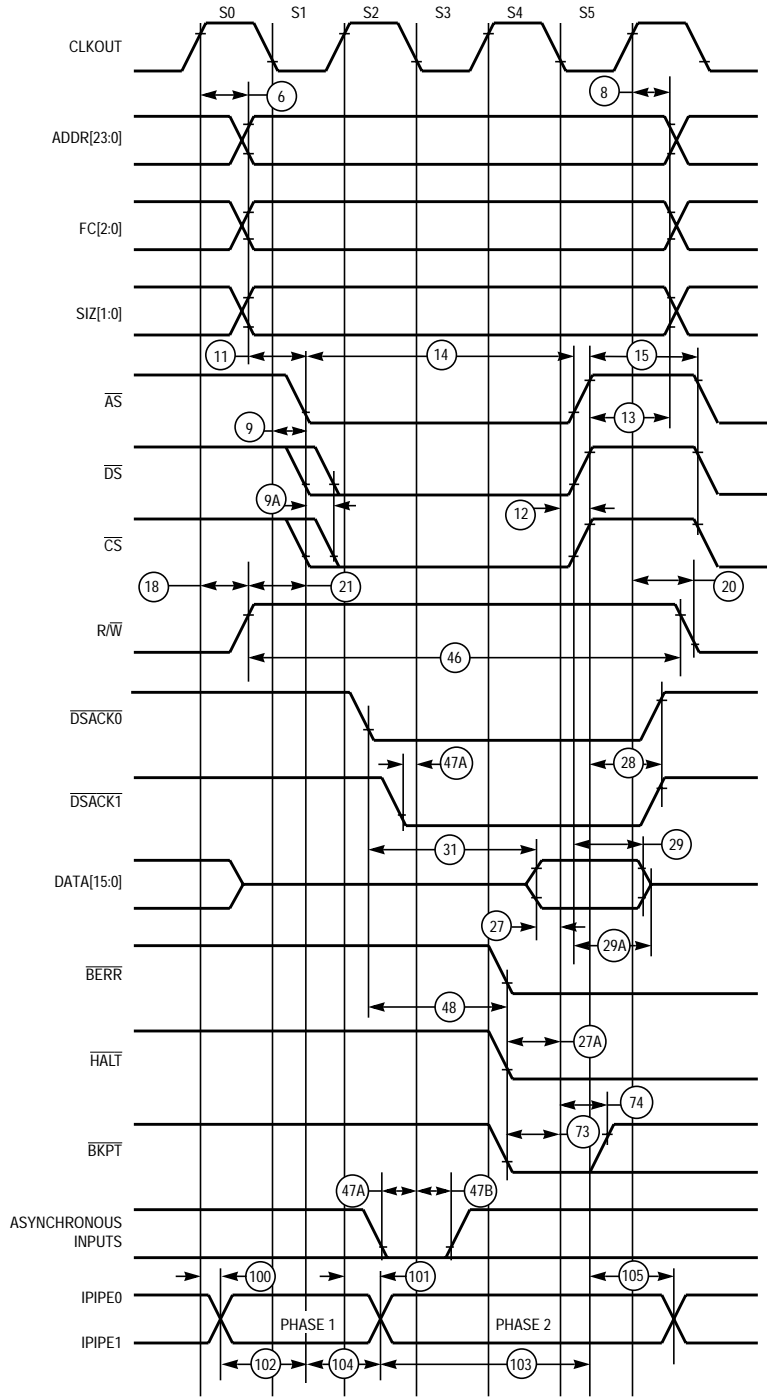 S0 S1 S2 S3 S4 S5
CLKOUT
6 8
ADDR[23:0]
FC[2:0]
SIZ[1:0]
11 14 15
AS
13
9
DS
9A 12
CS
18 21 20
R/W
46
DSACK0
47A 28
DSACK1
31 29
DATA[15:0]
27 29A
BERR
48
27A
HALT
74
73
BKPT
47A 47B
ASYNCHRONOUS
INPUTS
100 101 105
IPIPE0
PHASE 1 PHASE 2
IPIPE1
102 104 103